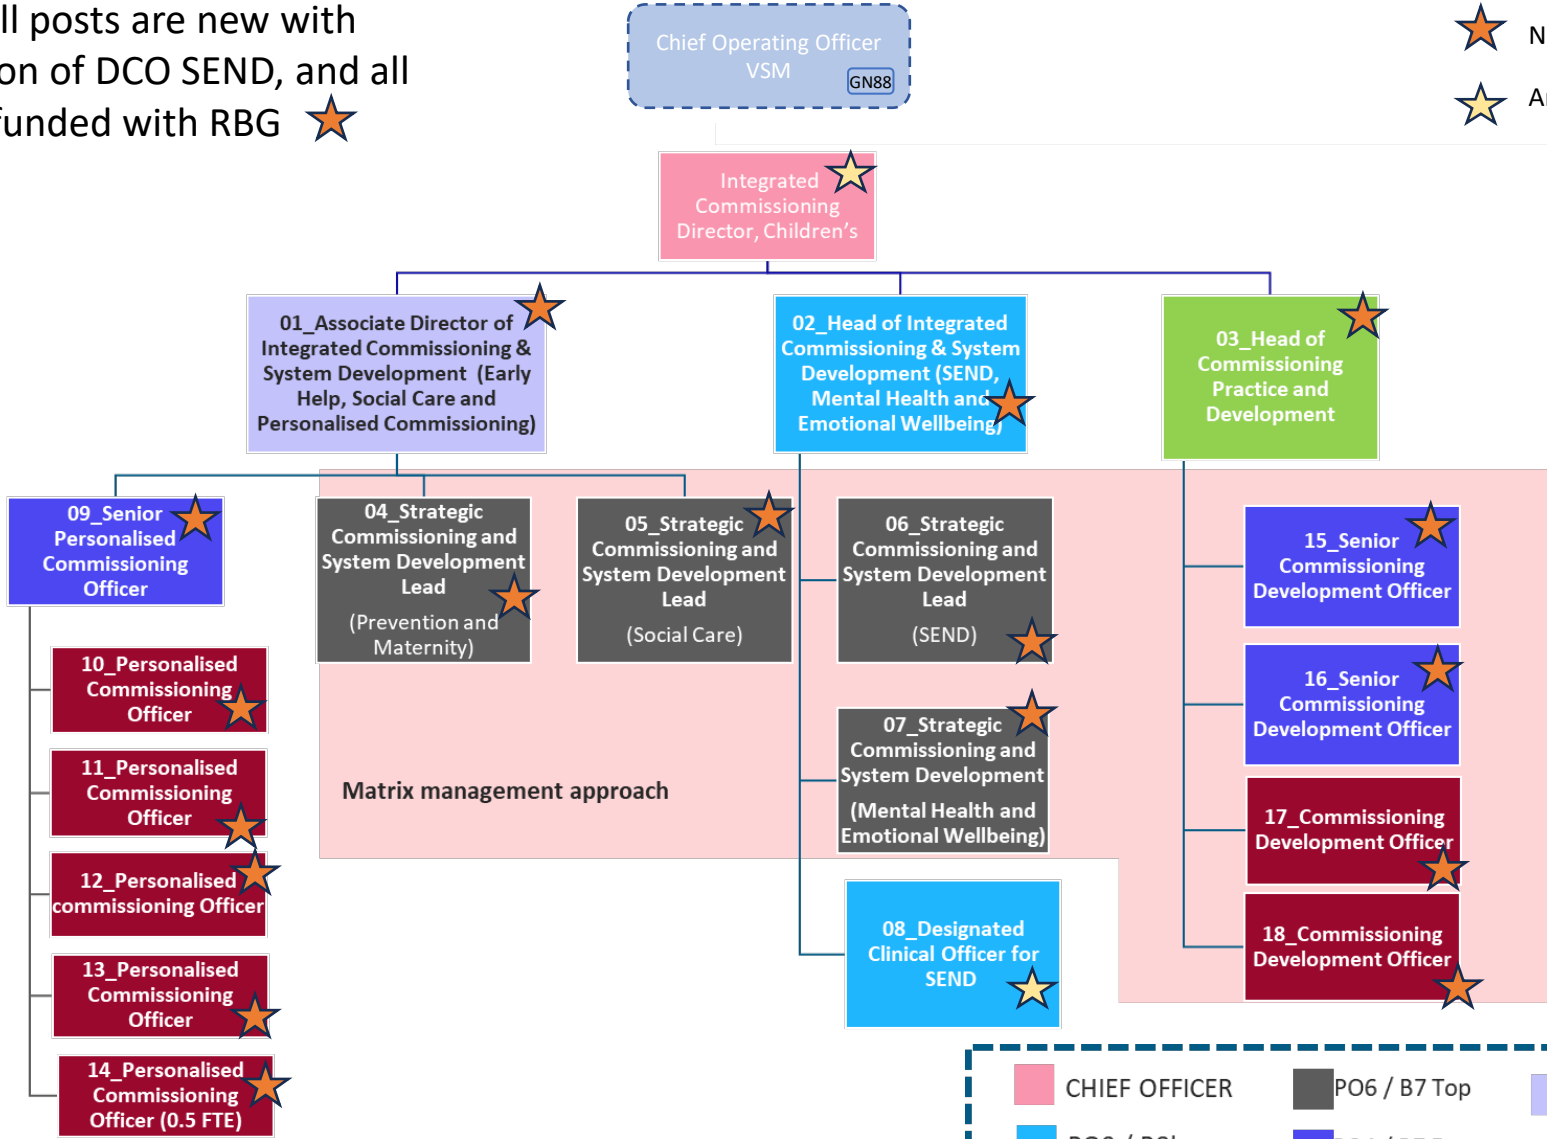 ll posts are new with
on of DCO SEND, and all
funded with RBG
Chief Operating Officer
VSM
GN88
N
Integrated
Commissioning
Director, Children's
01_Associate Director of
Integrated Commissioning &
System Development (Early
Help, Social Care and
Personalised Commissioning)
02_Head of Integrated
Commissioning & System
Development (SEND,
Mental Health and
Emotional Wellbeing)
03_Head of
Commissioning
Practice and
Development
09_Senior
Personalised
Commissioning
Officer
04_Strategic
Commissioning and
System Development
Lead
(Prevention and
Maternity)
05_Strategic
Commissioning and
System Development
Lead
(Social Care)
06_Strategic
Commissioning and
System Development
Lead
(SEND)
15_Senior
Commissioning
Development Officer
10_Personalised
Commissioning
Officer
16_Senior
Commissioning
Development Officer
07_Strategic
Commissioning and
System Development
(Mental Health and
Emotional Wellbeing)
11_Personalised
Commissioning
Officer
Matrix management approach
17_Commissioning
Development Officer
12_Personalised
commissioning Officer
08_Designated
Clinical Officer for
SEND
18_Commissioning
Development Officer
13_Personalised
Commissioning
Officer
14_Personalised
Commissioning
Officer (0.5 FTE)
CHIEF OFFICER
PO6 / B7 Top